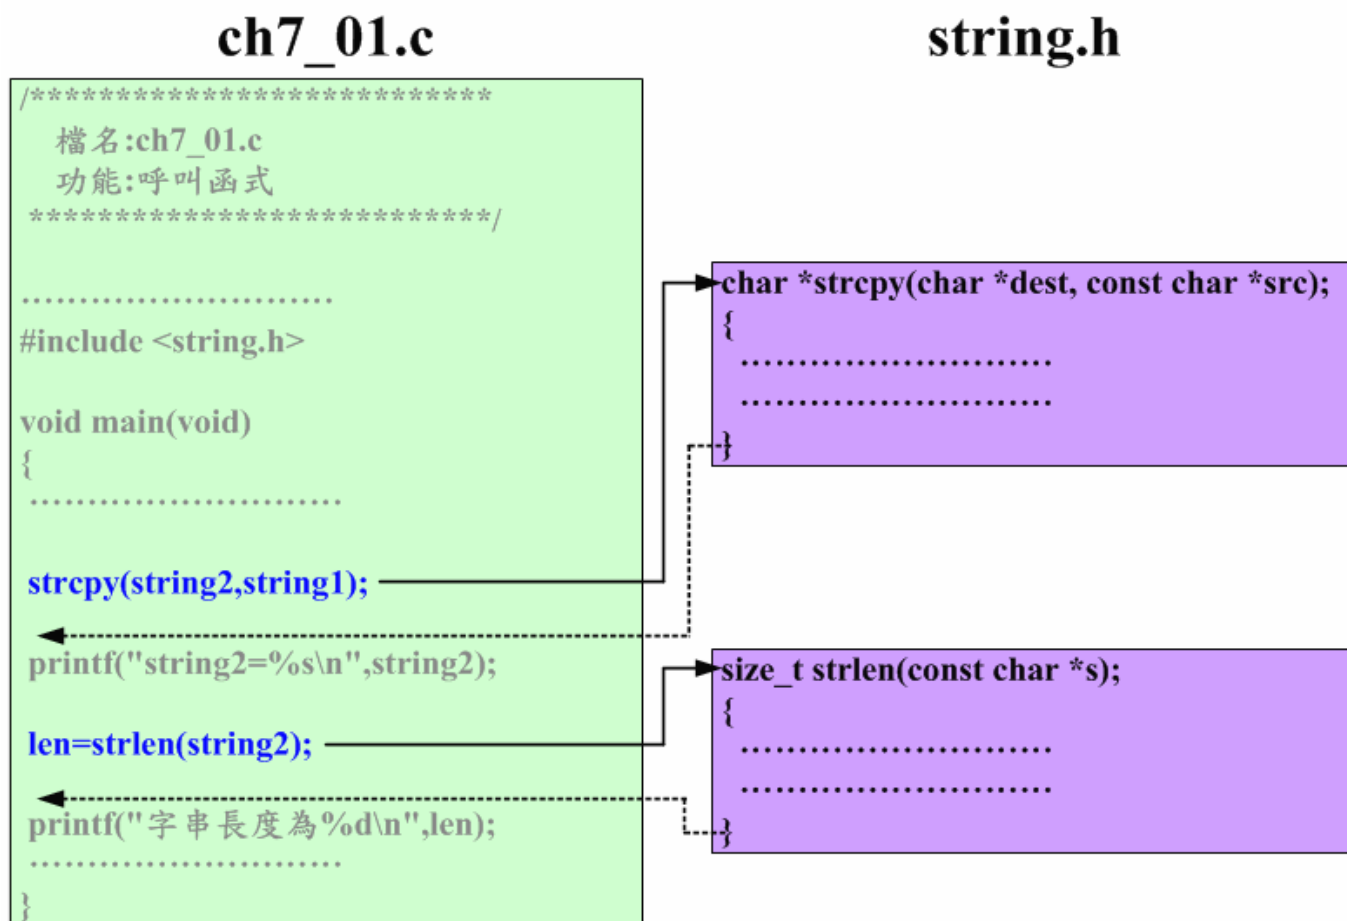 ch7_01.c
/***************************
檔名:ch7_01.c
功能:呼叫函式
***************************/
...........................
#include <string.h>
void main(void)
{
...........................
strcpy(string2,string1);
printf("string2=%s\n",string2);
len=strlen(string2);
printf("字串長度為%d\n",len);
...........................
}
string.h
char *strcpy(char *dest, const char *src);
{
...........................
...........................
}
size_t strlen(const char *s);
{
...........................
...........................
}